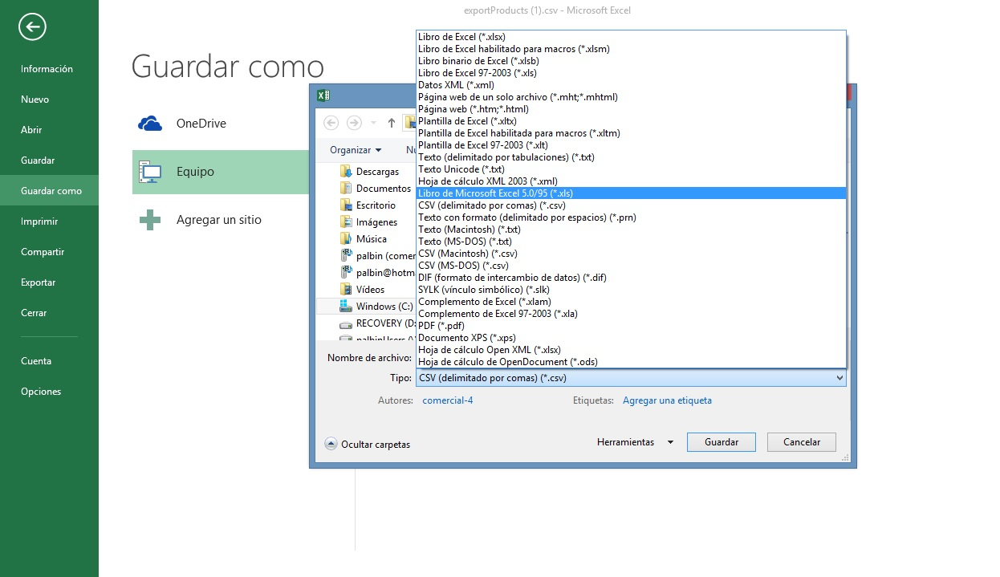 exportProducts (1).csv - Microsoft Excel
Información
Nuevo
Abrir
Guardar
Guardar como
Imprimir
Compartir
Exportar
Cerrar
Cuenta
Opciones
Guardar como
OneDrive
Equipo
Agregar un sitio
Organizar
Descargas
Documentos
Escritorio
Imágenes
Música
palbin (comer
palbin@hotm
Vídeos
Windows (C:)
RECOVERY (D:
palbinUsers (\
Libro de Excel (*.xlsx)
Libro de Excel habilitado para macros (*.xlsm)
Libro binario de Excel (*.xlsb)
Libro de Excel 97-2003 (*.xls)
Datos XML (*.xml)
Página web de un solo archivo (*.mht;*.mhtml)
Página web (*.htm;*.html)
Plantilla de Excel (*.xltx)
Plantilla de Excel habilitada para macros (*.xltm)
Plantilla de Excel 97-2003 (*.xlt)
Texto (delimitado por tabulaciones) (*.txt)
Texto Unicode (*.txt)
Hoja de cálculo XML 2003 (*.xml)
Libro de Microsoft Excel 5.0/95 (*.xls)
CSV (delimitado por comas) (*.csv)
Texto con formato (delimitado por espacios) (*.prn)
Texto (Macintosh) (*.txt)
Texto (MS-DOS) (*.txt)
CSV (Macintosh) (*.csv)
CSV (MS-DOS) (*.csv)
DIF (formato de intercambio de datos) (*.dif)
SYLK (vínculo simbólico) (*.slk)
Complemento de Excel (*.xlam)
Complemento de Excel 97-2003 (*.xla)
PDF (*.pdf)
Documento XPS (*.xps)
Hoja de cálculo Open XML (*.xlsx)
Hoja de cálculo de OpenDocument (*.ods)
Nombre de archivo:
Tipo: CSV (delimitado por comas) (*.csv)
Autores: comercial-4 Etiquetas: Agregar una etiqueta
Ocultar carpetas Herramientas Guardar Cancelar